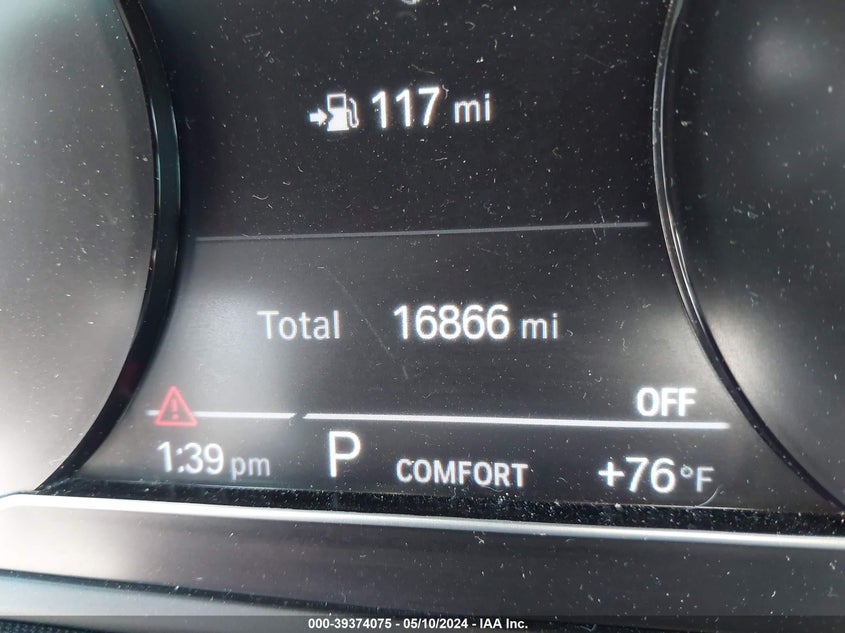 117 mi
Total 16866 mi
OFF
1:39 pm P COMFORT +76°F
000-39374075 - 05/10/2024 - IAA Inc.